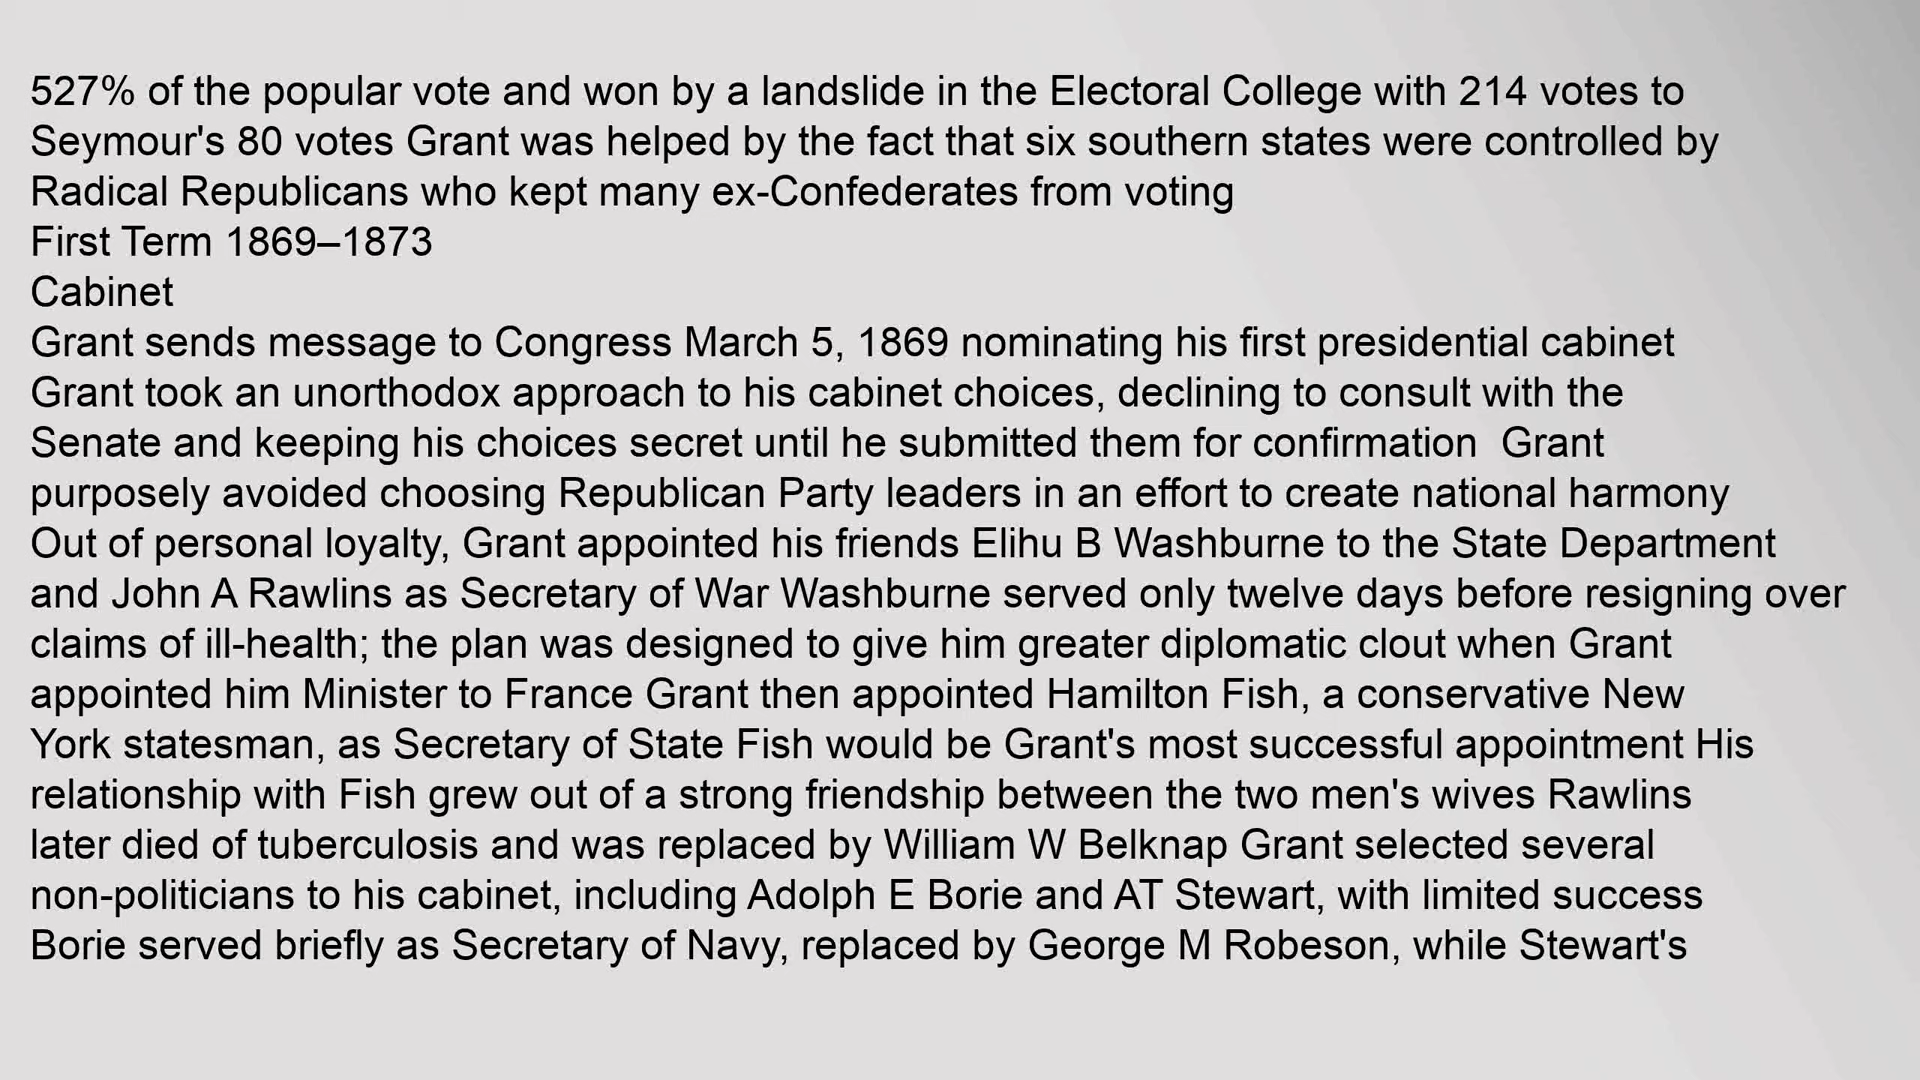 527% of the popular vote and won by a landslide in the Electoral College with 214 votes to
Seymour's 80 votes Grant was helped by the fact that six southern states were controlled by
Radical Republicans who kept many ex-Confederates from voting
First Term 1869–1873
Cabinet
Grant sends message to Congress March 5, 1869 nominating his first presidential cabinet
Grant took an unorthodox approach to his cabinet choices, declining to consult with the
Senate and keeping his choices secret until he submitted them for confirmation  Grant
purposely avoided choosing Republican Party leaders in an effort to create national harmony
Out of personal loyalty, Grant appointed his friends Elihu B Washburne to the State Department
and John A Rawlins as Secretary of War Washburne served only twelve days before resigning over
claims of ill-health; the plan was designed to give him greater diplomatic clout when Grant
appointed him Minister to France Grant then appointed Hamilton Fish, a conservative New
York statesman, as Secretary of State Fish would be Grant's most successful appointment His
relationship with Fish grew out of a strong friendship between the two men's wives Rawlins
later died of tuberculosis and was replaced by William W Belknap Grant selected several
non-politicians to his cabinet, including Adolph E Borie and AT Stewart, with limited success
Borie served briefly as Secretary of Navy, replaced by George M Robeson, while Stewart's